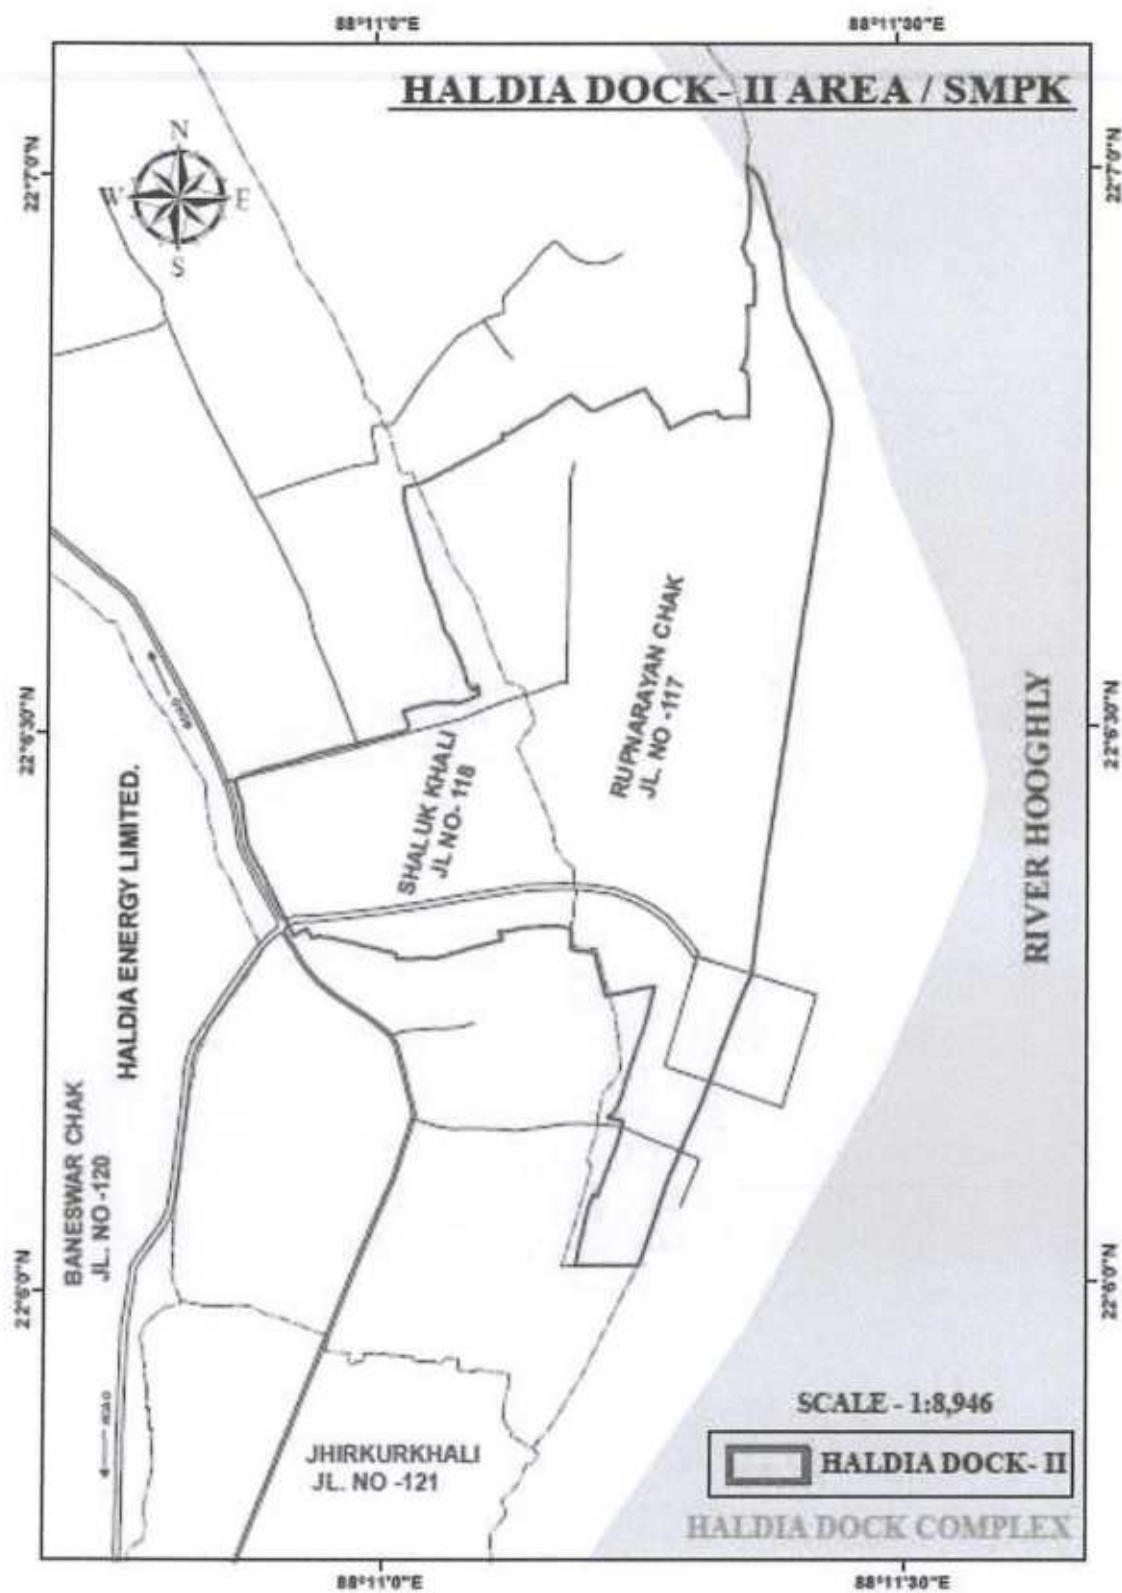 88°11'0"E
88°11'30"E
HALDIA DOCK- II AREA / SMPK
22°7'0"N
22°7'0"N
N
W
E
S
RUPNARAYAN CHAK
JL. NO -117
22°6'30"N
22°6'30"N
ROAD
SHALUK KHALI
JL NO- 118
RIVER HOOGHLY
HALDIA ENERGY LIMITED.
BANESWAR CHAK
JL. NO -120
22°6'0"N
22°6'0"N
ROAD
SCALE - 1:8,946
JHIRKURKHALI
JL. NO -121
HALDIA DOCK- II
HALDIA DOCK COMPLEX
88°11'0"E
88°11'30"E